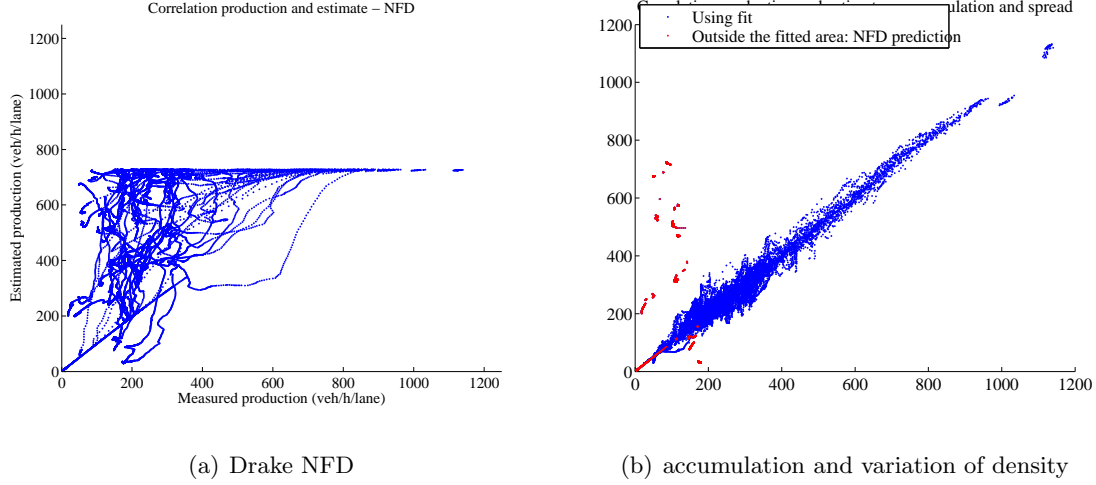 Correlation production and estimate – NFD
1200
1000
800
600
400
200
0
0 200 400 600 800 1000 1200
Estimated production (veh/h/lane)
Measured production (veh/h/lane)
(a) Drake NFD
ulation and spread
Using fit
Outside the fitted area: NFD prediction
1200
1000
800
600
400
200
0
200 400 600 800 1000 1200
(b) accumulation and variation of density